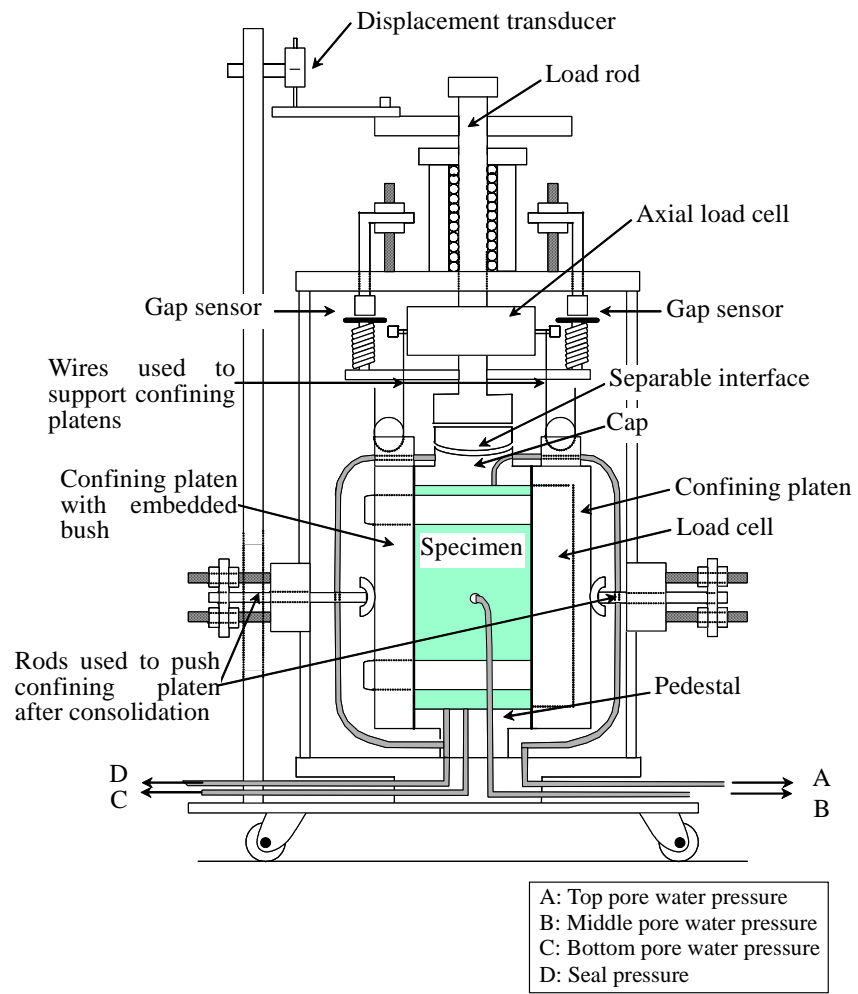 Displacement transducer
Load rod
Axial load cell
Gap sensor
Gap sensor
Wires used to
support confining
platens
Separable interface
Cap
Confining platen
with embedded
bush
Confining platen
Load cell
Specimen
Rods used to push
confining platen
after consolidation
Pedestal
D
C
A
B
A: Top pore water pressure
B: Middle pore water pressure
C: Bottom pore water pressure
D: Seal pressure